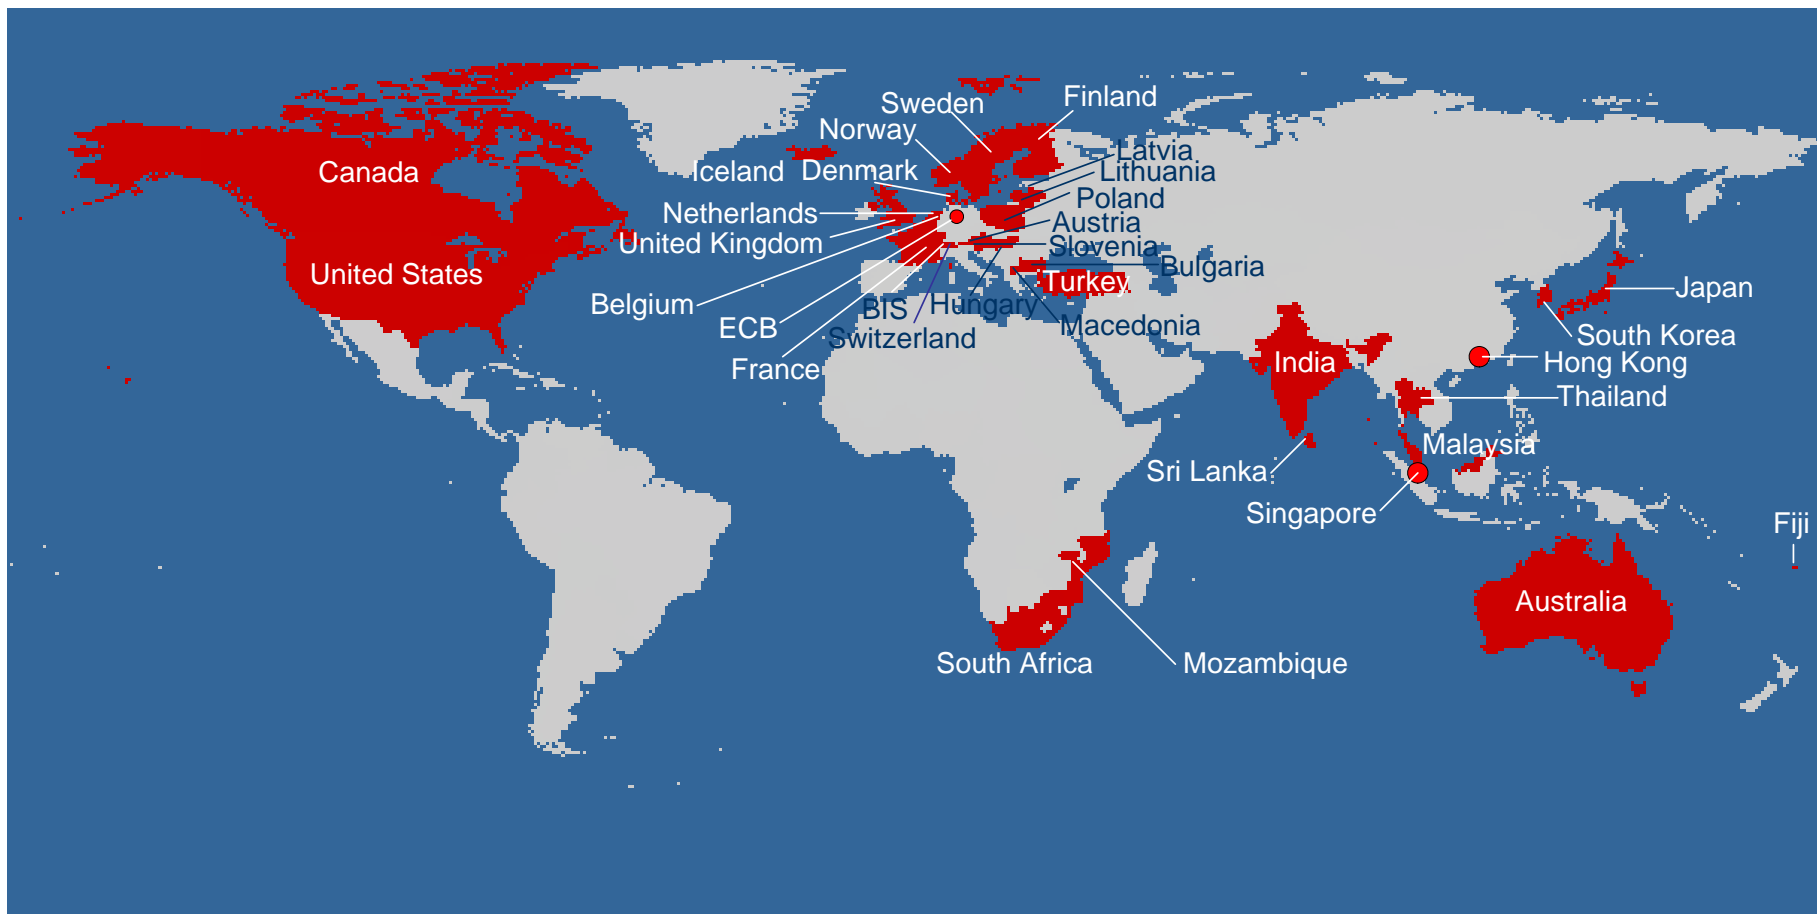 Sweden
Finland
Norway
Canada
Iceland
Denmark
Latvia
Lithuania
Poland
Netherlands
Austria
United Kingdom
Slovenia
United States
Bulgaria
Turkey
Belgium
BIS
Hungary
Japan
ECB
Switzerland
Macedonia
South Korea
France
India
Hong Kong
Thailand
Malaysia
Sri Lanka
Singapore
Fiji
Australia
South Africa
Mozambique